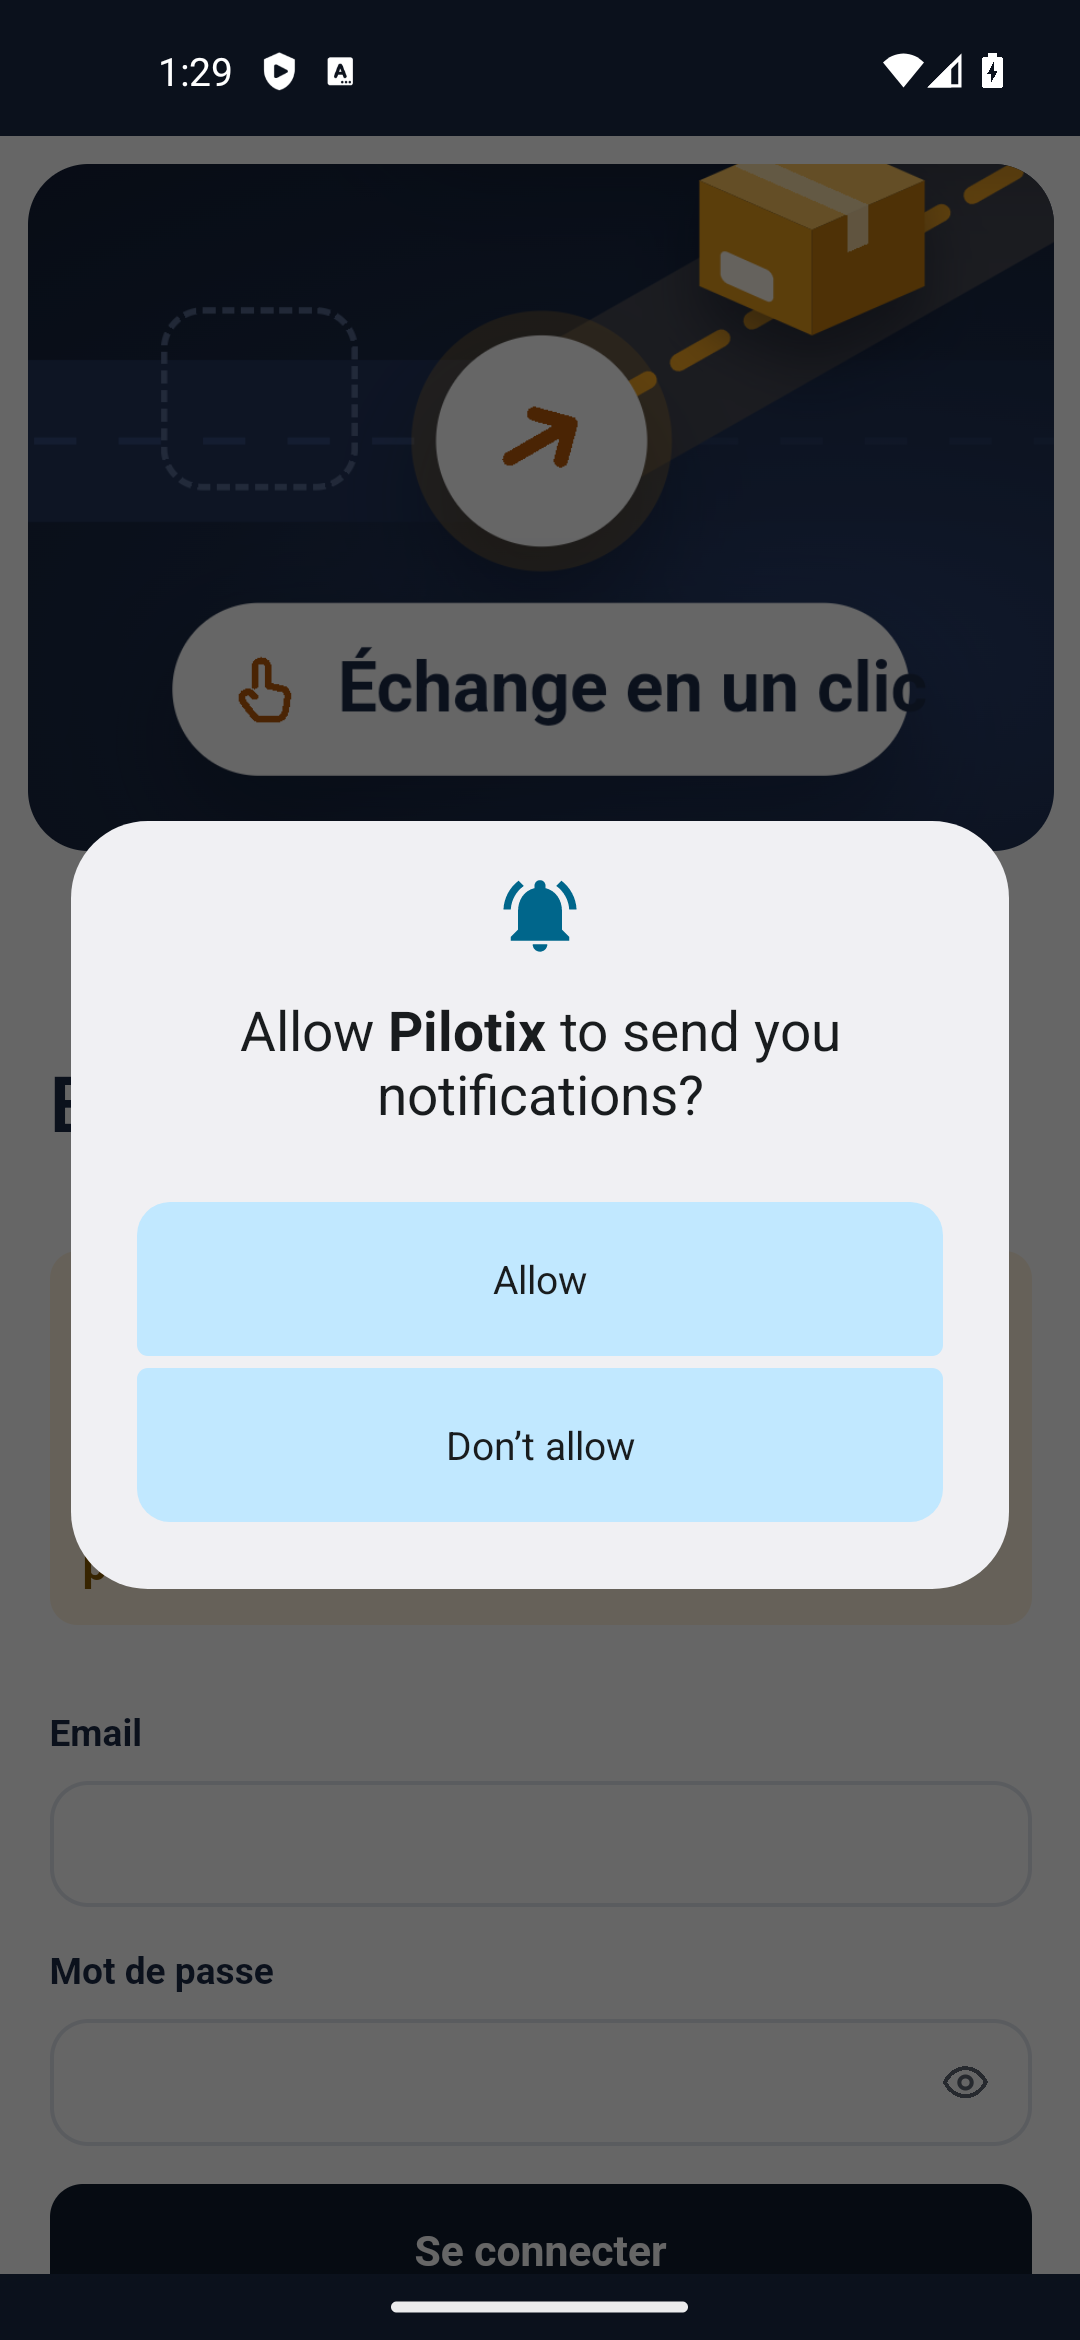 1:29
Échange en un clic
Allow Pilotix to send you
notifications?
Allow
Don’t allow
Email
Mot de passe
Se connecter